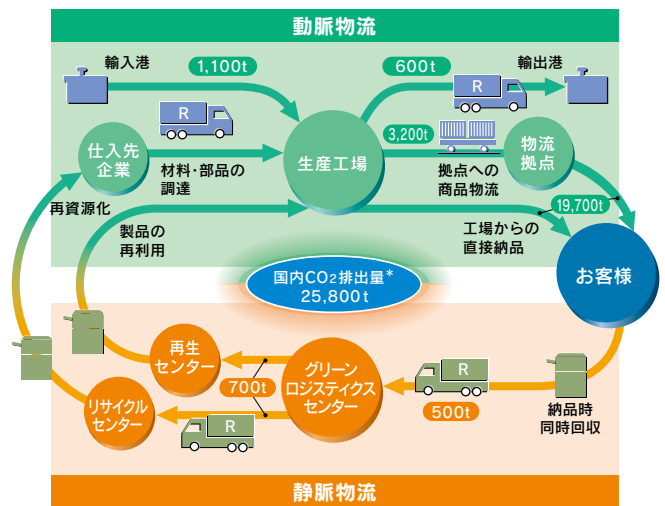 動脈物流
輸入港
1,100t
600t
輸出港
R
R
3,200t
仕入先
企業
材料・部品の
調達
生産工場
拠点への
商品物流
物流
拠点
再資源化
製品の
再利用
19,700t
工場からの
直接納品
お客様
国内CO2排出量*
25,800t
再生
センター
リサイクル
センター
700t
R
グリーン
ロジスティクス
センター
R
500t
納品時
同時回収
静脈物流